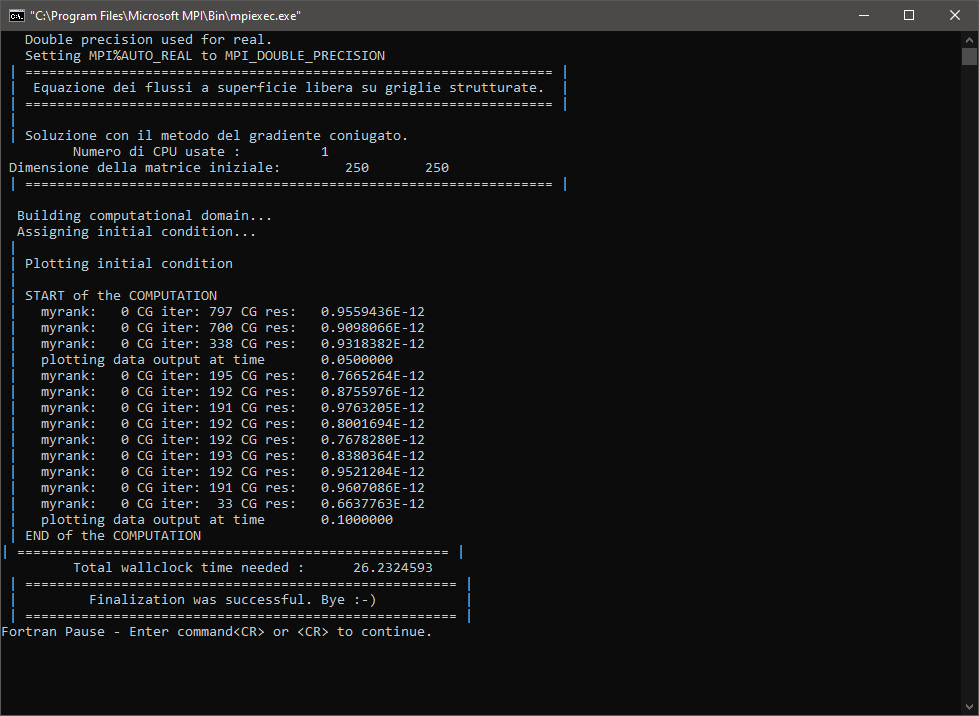 "C:\Program Files\Microsoft MPI\Bin\mpiexec.exe"
Double precision used for real.
Setting MPI%AUTO_REAL to MPI_DOUBLE_PRECISION
| ================================================================== |
| Equazione dei flussi a superficie libera su griglie strutturate. |
| ================================================================== |
|
| Soluzione con il metodo del gradiente coniugato.
Numero di CPU usate : 1
Dimensione della matrice iniziale: 250 250
| ================================================================== |
Building computational domain...
Assigning initial condition...
|
| Plotting initial condition
|
| START of the COMPUTATION
| myrank: 0 CG iter: 797 CG res: 0.9559436E-12
| myrank: 0 CG iter: 700 CG res: 0.9098066E-12
| myrank: 0 CG iter: 338 CG res: 0.9318382E-12
| plotting data output at time 0.0500000
| myrank: 0 CG iter: 195 CG res: 0.7665264E-12
| myrank: 0 CG iter: 192 CG res: 0.8755976E-12
| myrank: 0 CG iter: 191 CG res: 0.9763205E-12
| myrank: 0 CG iter: 192 CG res: 0.8001694E-12
| myrank: 0 CG iter: 192 CG res: 0.7678280E-12
| myrank: 0 CG iter: 193 CG res: 0.8380364E-12
| myrank: 0 CG iter: 192 CG res: 0.9521204E-12
| myrank: 0 CG iter: 191 CG res: 0.9607086E-12
| myrank: 0 CG iter: 33 CG res: 0.6637763E-12
| plotting data output at time 0.1000000
| END of the COMPUTATION
| ====================================================== |
Total wallclock time needed : 26.2324593
| ====================================================== |
| Finalization was successful. Bye :-) |
| ====================================================== |
Fortran Pause - Enter command<CR> or <CR> to continue.